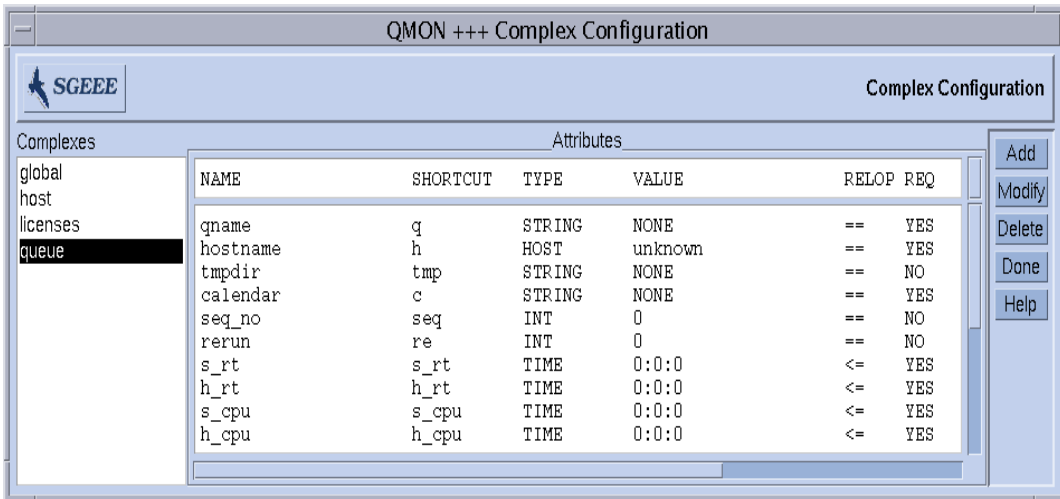 QMON +++ Complex Configuration
SGEEE
Complex Configuration
Complexes
global
host
licenses
queue
Attributes
NAME SHORTCUT TYPE VALUE RELOP REQ
qname q STRING NONE == YES
hostname h HOST unknown == YES
tmpdir tmp STRING NONE == NO
calendar c STRING NONE == YES
seq_no seq INT 0 == NO
rerun re INT 0 == NO
s_rt s_rt TIME 0:0:0 <= YES
h_rt h_rt TIME 0:0:0 <= YES
s_cpu s_cpu TIME 0:0:0 <= YES
h_cpu h_cpu TIME 0:0:0 <= YES
Add
Modify
Delete
Done
Help